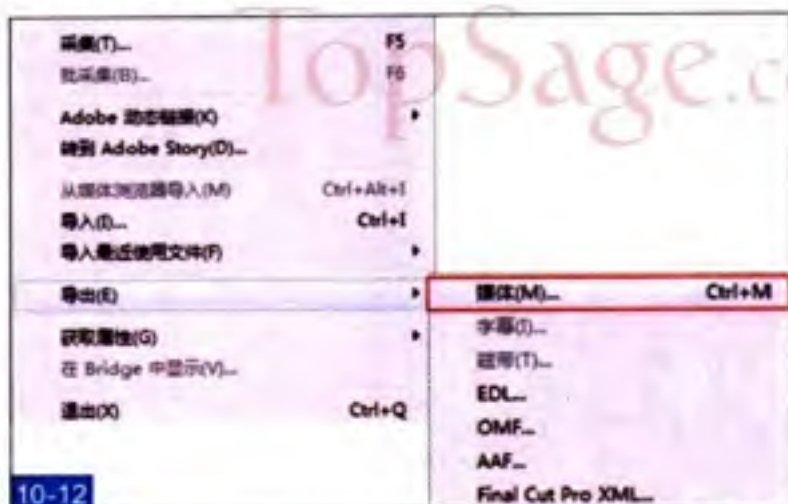 TopSage.c
采集(T)... F5
批采集(B)... F6
Adobe 动态链接(K)
转到 Adobe Story(D)...
从媒体浏览器导入(M) Ctrl+Alt+I
导入(I)... Ctrl+I
导入最近使用文件(F)
导出(E)
获取属性(G)
在 Bridge 中显示(V)...
退出(X) Ctrl+Q
媒体(M)... Ctrl+M
字幕(T)...
磁带(T)...
EDL...
OMF...
AAF...
Final Cut Pro XML...
10-12